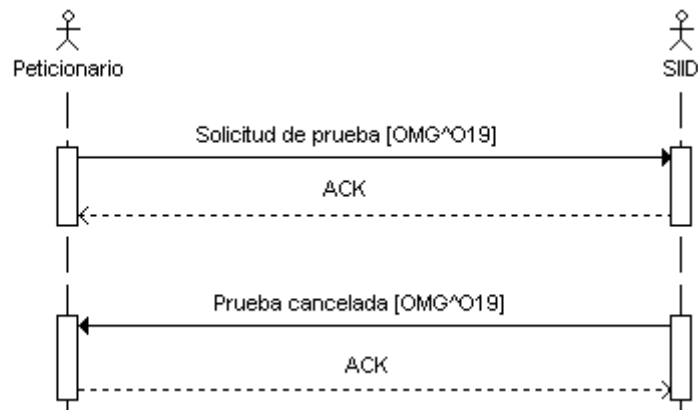 Peticionario
SIID
Solicitud de prueba [OMG^O19]
ACK
Prueba cancelada [OMG^O19]
ACK